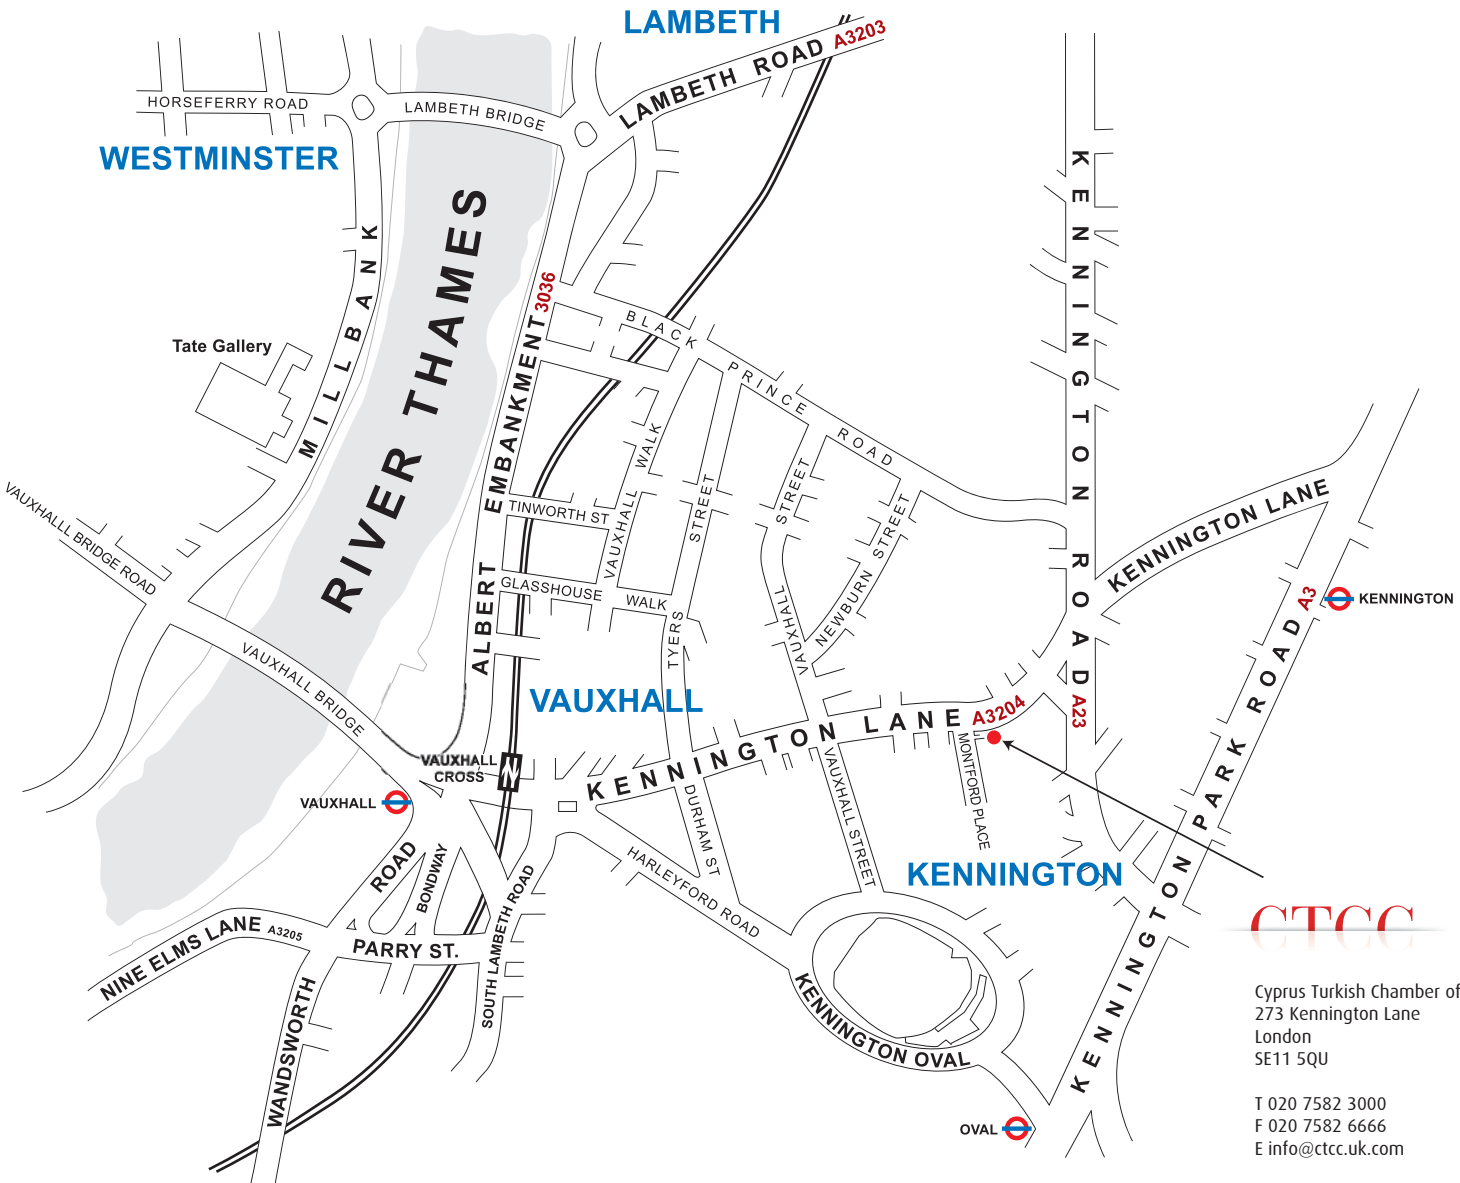 LAMBETH
LAMBETH ROAD A3203
HORSEFERRY ROAD
LAMBETH BRIDGE
WESTMINSTER
MILLBANK
RIVER THAMES
KENNINGTON ROAD A23
ALBERT EMBANKMENT 3036
BLACK PRINCE ROAD
Tate Gallery
VAUXHALL WALK
STREET
VAUXHALL STREET
NEWBURN STREET
KENNINGTON LANE
VAUXHALLL BRIDGE ROAD
TINWORTH ST
GLASSHOUSE WALK
TYERS
KENNINGTON
KENNINGTON PARK ROAD A3
VAUXHALL BRIDGE
VAUXHALL
KENNINGTON LANE A3204
VAUXHALL
CROSS
VAUXHALL
MONTFORD PLACE
VAUXHALL STREET
DURHAM ST
HARLEYFORD ROAD
KENNINGTON
ROAD
BONDWAY
SOUTH LAMBETH ROAD
NINE ELMS LANE A3205
PARRY ST.
WANDSWORTH
KENNINGTON OVAL
OVAL
CTCC
Cyprus Turkish Chamber of
273 Kennington Lane
London
SE11 5QU
T 020 7582 3000
F 020 7582 6666
E info@ctcc.uk.com